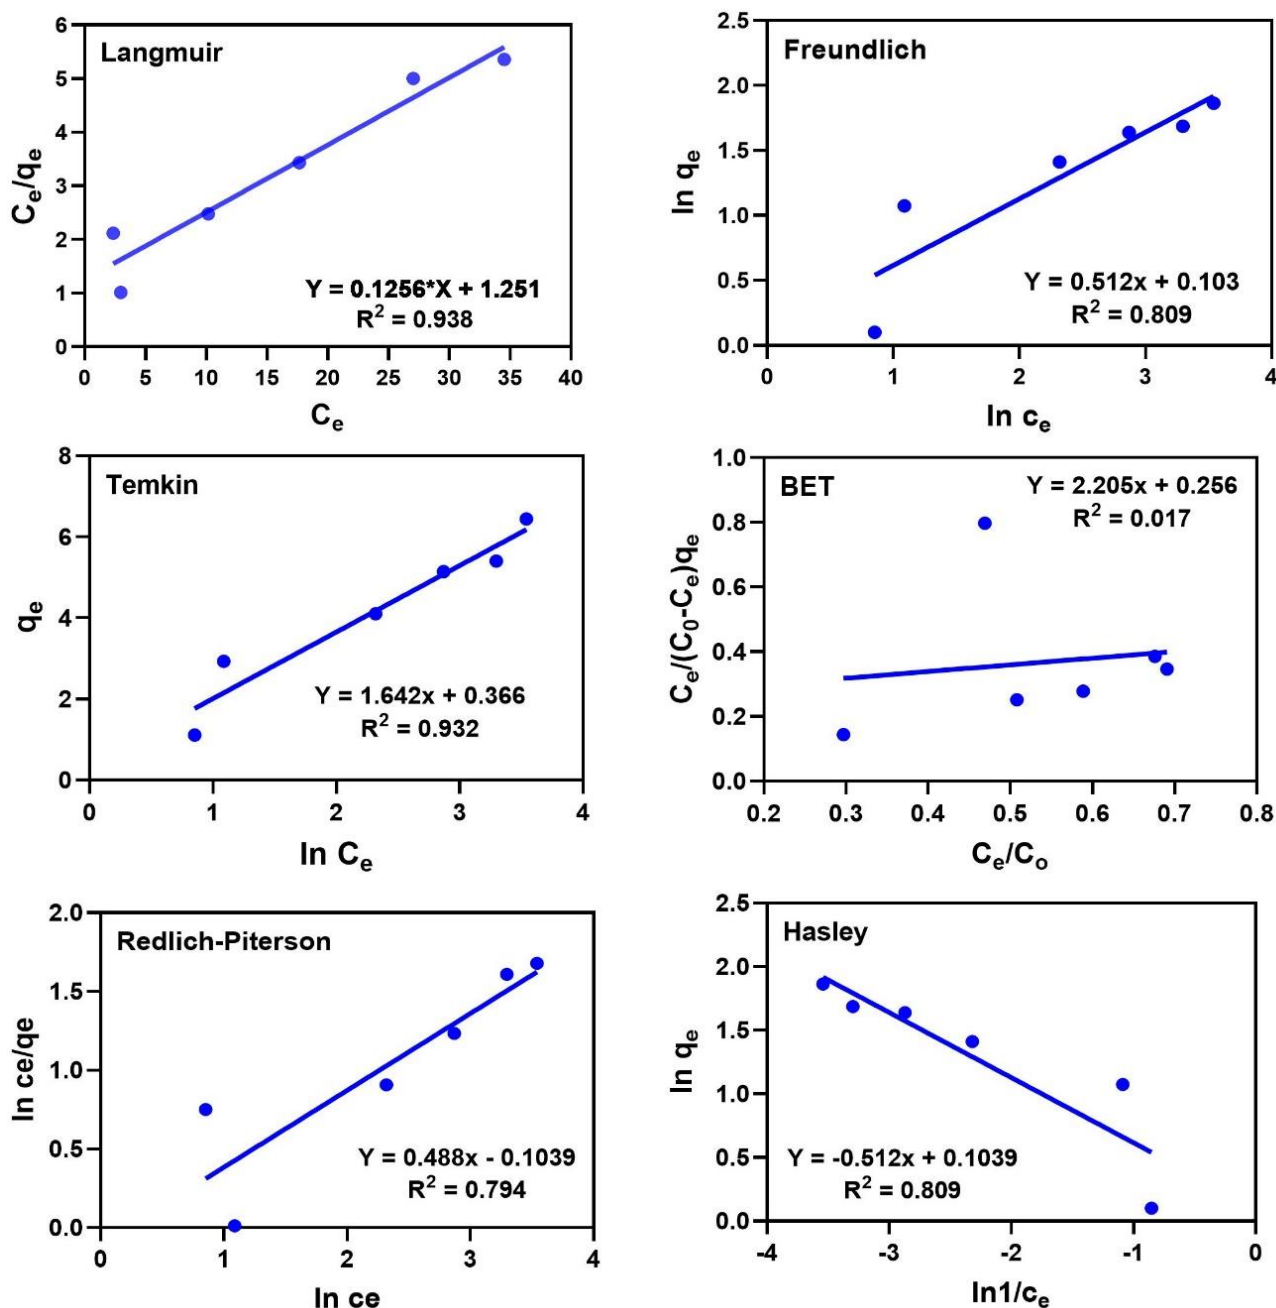 Langmuir
C_e/q_e
6
5
4
3
2
1
0
Y = 0.1256*X + 1.251
R² = 0.938
0 5 10 15 20 25 30 35 40
C_e
Freundlich
ln q_e
2.5
2.0
1.5
1.0
0.5
0.0
Y = 0.512x + 0.103
R² = 0.809
0 1 2 3 4
ln c_e
Temkin
q_e
8
6
4
2
0
Y = 1.642x + 0.366
R² = 0.932
0 1 2 3 4
ln C_e
BET
C_e/(C_0-C_e)q_e
1.0
0.8
0.6
0.4
0.2
0.0
Y = 2.205x + 0.256
R² = 0.017
0.2 0.3 0.4 0.5 0.6 0.7 0.8
C_e/C_o
Redlich-Piterson
ln ce/qe
2.0
1.5
1.0
0.5
0.0
Y = 0.488x - 0.1039
R² = 0.794
0 1 2 3 4
ln ce
Hasley
ln q_e
2.5
2.0
1.5
1.0
0.5
0.0
Y = -0.512x + 0.1039
R² = 0.809
-4 -3 -2 -1 0
ln1/c_e